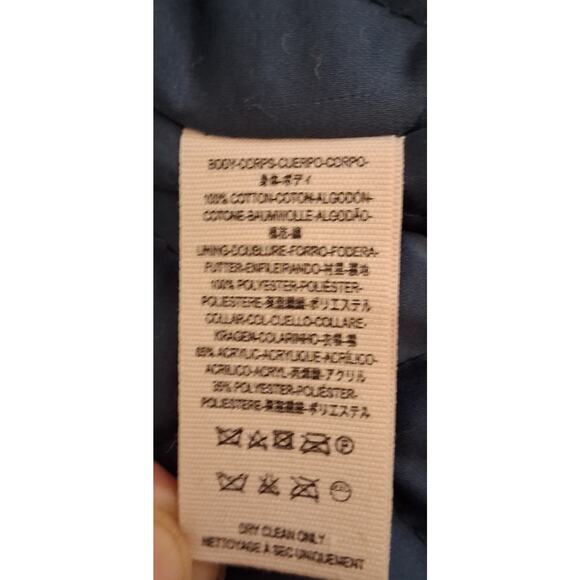 BODY-CORPS-CUERPO-CORPO-
身体-ボディ
100% COTTON-COTON-ALGODÓN-
COTONE-BAUMWOLLE-ALGODÃO-
棉花-綿
LINING-DOUBLURE-FORRO-FODERA-
FUTTER-ENFILEIRANDO-衬里-裏地
100% POLYESTER-POLIÉSTER-
POLIESTERE-聚酯纖維-ポリエステル
COLLAR-COL-CUELLO-COLLARE-
KRAGEN-COLARINHO-衣领-襟
65% ACRYLIC-ACRYLIQUE-ACRÍLICO-
ACRILICO-ACRYL-丙烯酸-アクリル
35% POLYESTER-POLIÉSTER-
POLIESTERE-聚酯纖維-ポリエステル
P
DRY CLEAN ONLY
NETTOYAGE À SEC UNIQUEMENT